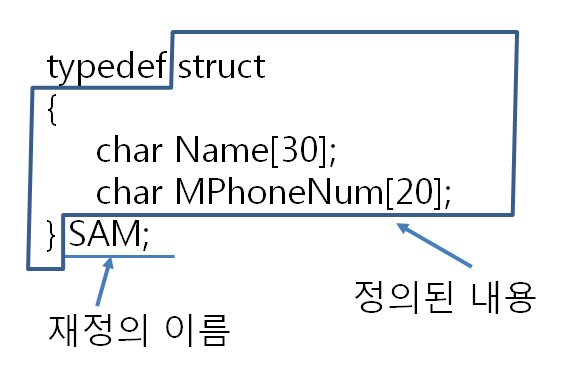 typedef struct
{
char Name[30];
char MPhoneNum[20];
} SAM;
정의된 내용
재정의 이름